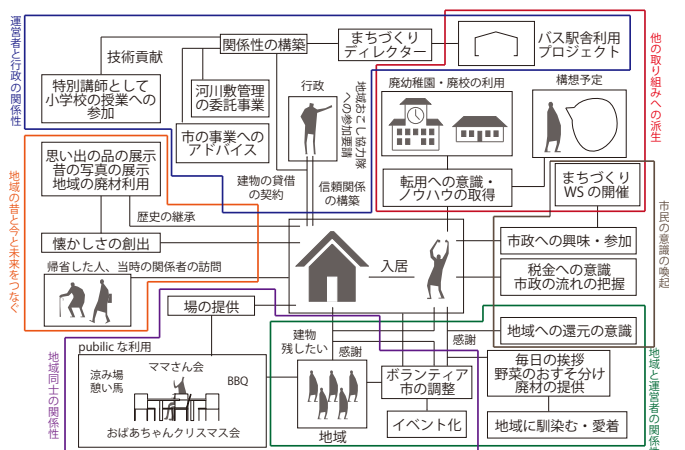 運営者と行政の関係性
技術貢献
関係性の構築
まちづくり
ディレクター
バス駅舎利用
プロジェクト
他の取り組みへの派生
特別講師として
小学校の授業への
参加
河川敷管理
の委託事業
市の事業への
アドバイス
行政
地域おこし協力隊
への参加要請
廃幼稚園・廃校の利用
構想予定
思い出の品の展示
昔の写真の展示
地域の廃材利用
建物の貸借
の契約
信頼関係
の構築
転用への意識・
ノウハウの取得
まちづくり
WSの開催
地域の昔と今と未来をつなぐ
歴史の継承
懐かしさの創出
帰省した人、当時の関係者の訪問
入居
市政への興味・参加
税金への意識
市政の流れの把握
市民の意識の喚起
場の提供
地域への還元の意識
地域同士の関係性
pubilicな利用
涼み場
憩い馬
ママさん会
BBQ
おばあちゃんクリスマス会
建物
残したい
感謝
感謝
地域
ボランティア
市の調整
イベント化
毎日の挨拶
野菜のおすそ分け
廃材の提供
地域に馴染む・愛着
地域と運営者の関係性